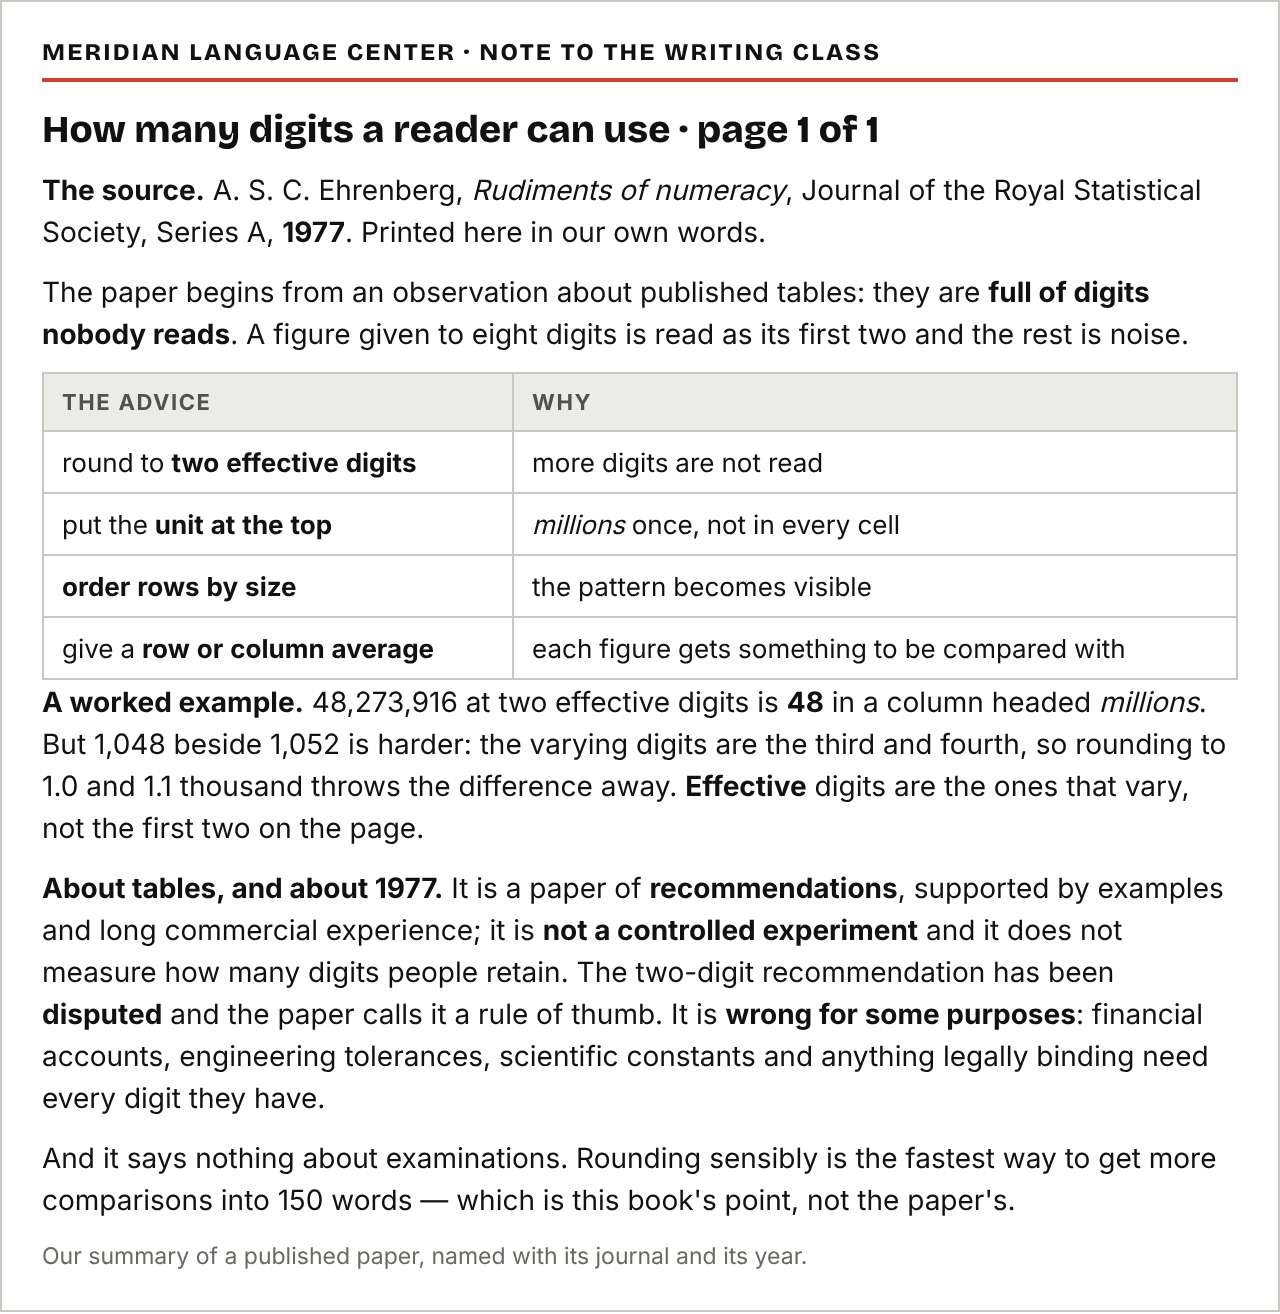 MERIDIAN LANGUAGE CENTER · NOTE TO THE WRITING CLASS
How many digits a reader can use · page 1 of 1
The source. A. S. C. Ehrenberg, Rudiments of numeracy, Journal of the Royal Statistical
Society, Series A, 1977. Printed here in our own words.
The paper begins from an observation about published tables: they are full of digits
nobody reads. A figure given to eight digits is read as its first two and the rest is noise.
THE ADVICE WHY
round to two effective digits more digits are not read
put the unit at the top millions once, not in every cell
order rows by size the pattern becomes visible
give a row or column average each figure gets something to be compared with
A worked example. 48,273,916 at two effective digits is 48 in a column headed millions.
But 1,048 beside 1,052 is harder: the varying digits are the third and fourth, so rounding to
1.0 and 1.1 thousand throws the difference away. Effective digits are the ones that vary,
not the first two on the page.
About tables, and about 1977. It is a paper of recommendations, supported by examples
and long commercial experience; it is not a controlled experiment and it does not
measure how many digits people retain. The two-digit recommendation has been
disputed and the paper calls it a rule of thumb. It is wrong for some purposes: financial
accounts, engineering tolerances, scientific constants and anything legally binding need
every digit they have.
And it says nothing about examinations. Rounding sensibly is the fastest way to get more
comparisons into 150 words — which is this book's point, not the paper's.
Our summary of a published paper, named with its journal and its year.